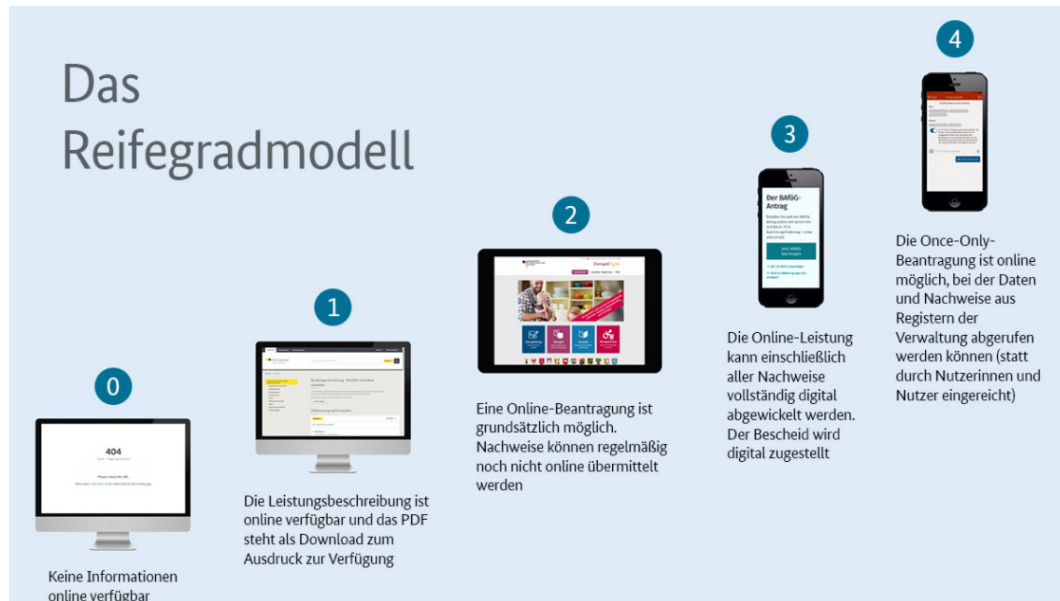 Das
Reifegradmodell
0
404
Keine Informationen
online verfügbar
1
Die Leistungsbeschreibung ist
online verfügbar und das PDF
steht als Download zum
Ausdruck zur Verfügung
2
Eine Online-Beantragung ist
grundsätzlich möglich.
Nachweise können regelmäßig
noch nicht online übermittelt
werden
3
Der BAföG-
Antrag
Die Online-Leistung
kann einschließlich
aller Nachweise
vollständig digital
abgewickelt werden.
Der Bescheid wird
digital zugestellt
4
Die Once-Only-
Beantragung ist online
möglich, bei der Daten
und Nachweise aus
Registern der
Verwaltung abgerufen
werden können (statt
durch Nutzerinnen und
Nutzer eingereicht)